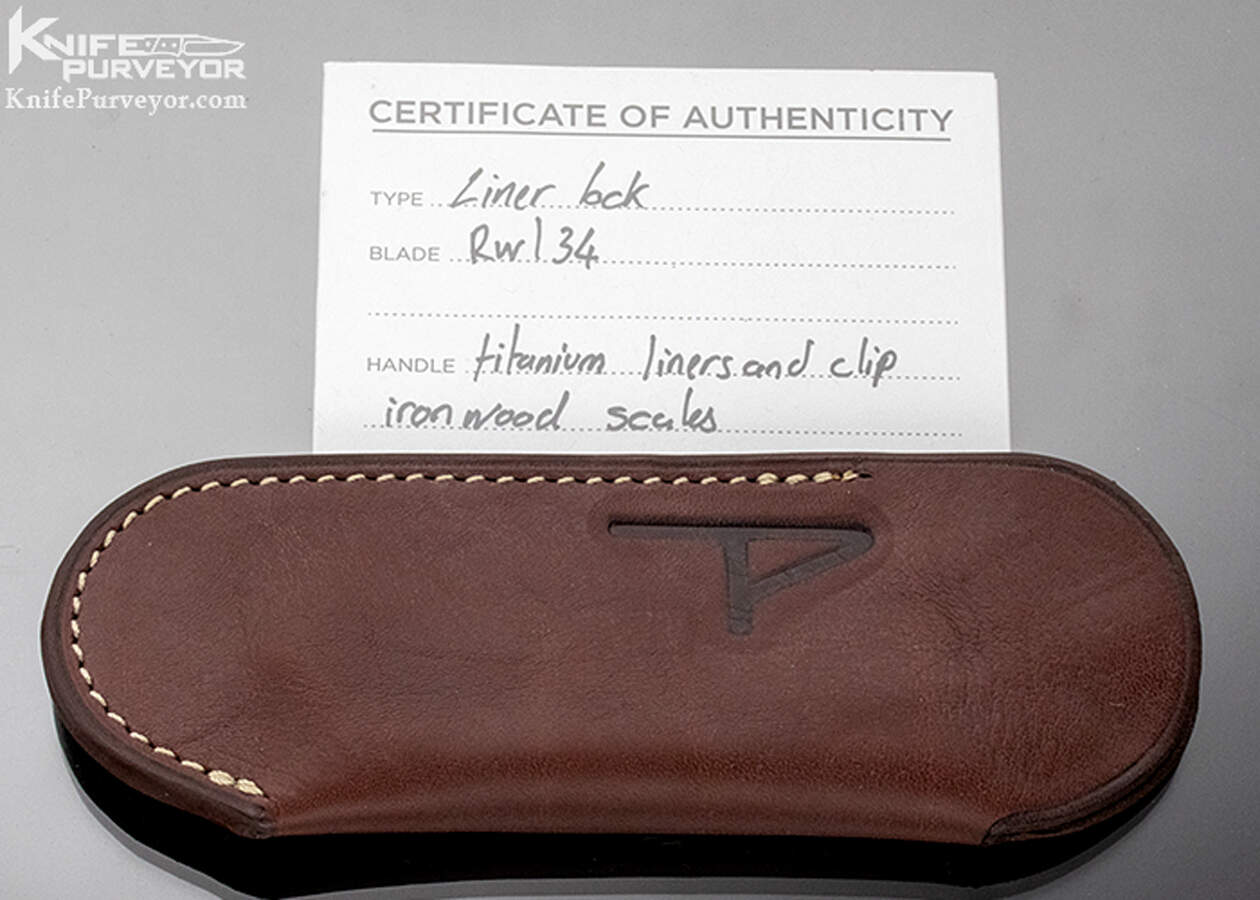 KNIFE
PURVEYOR
KnifePurveyor.com
CERTIFICATE OF AUTHENTICITY
TYPE Liner lock
BLADE Rwl 34
HANDLE titanium liners and clip
ironwood scales